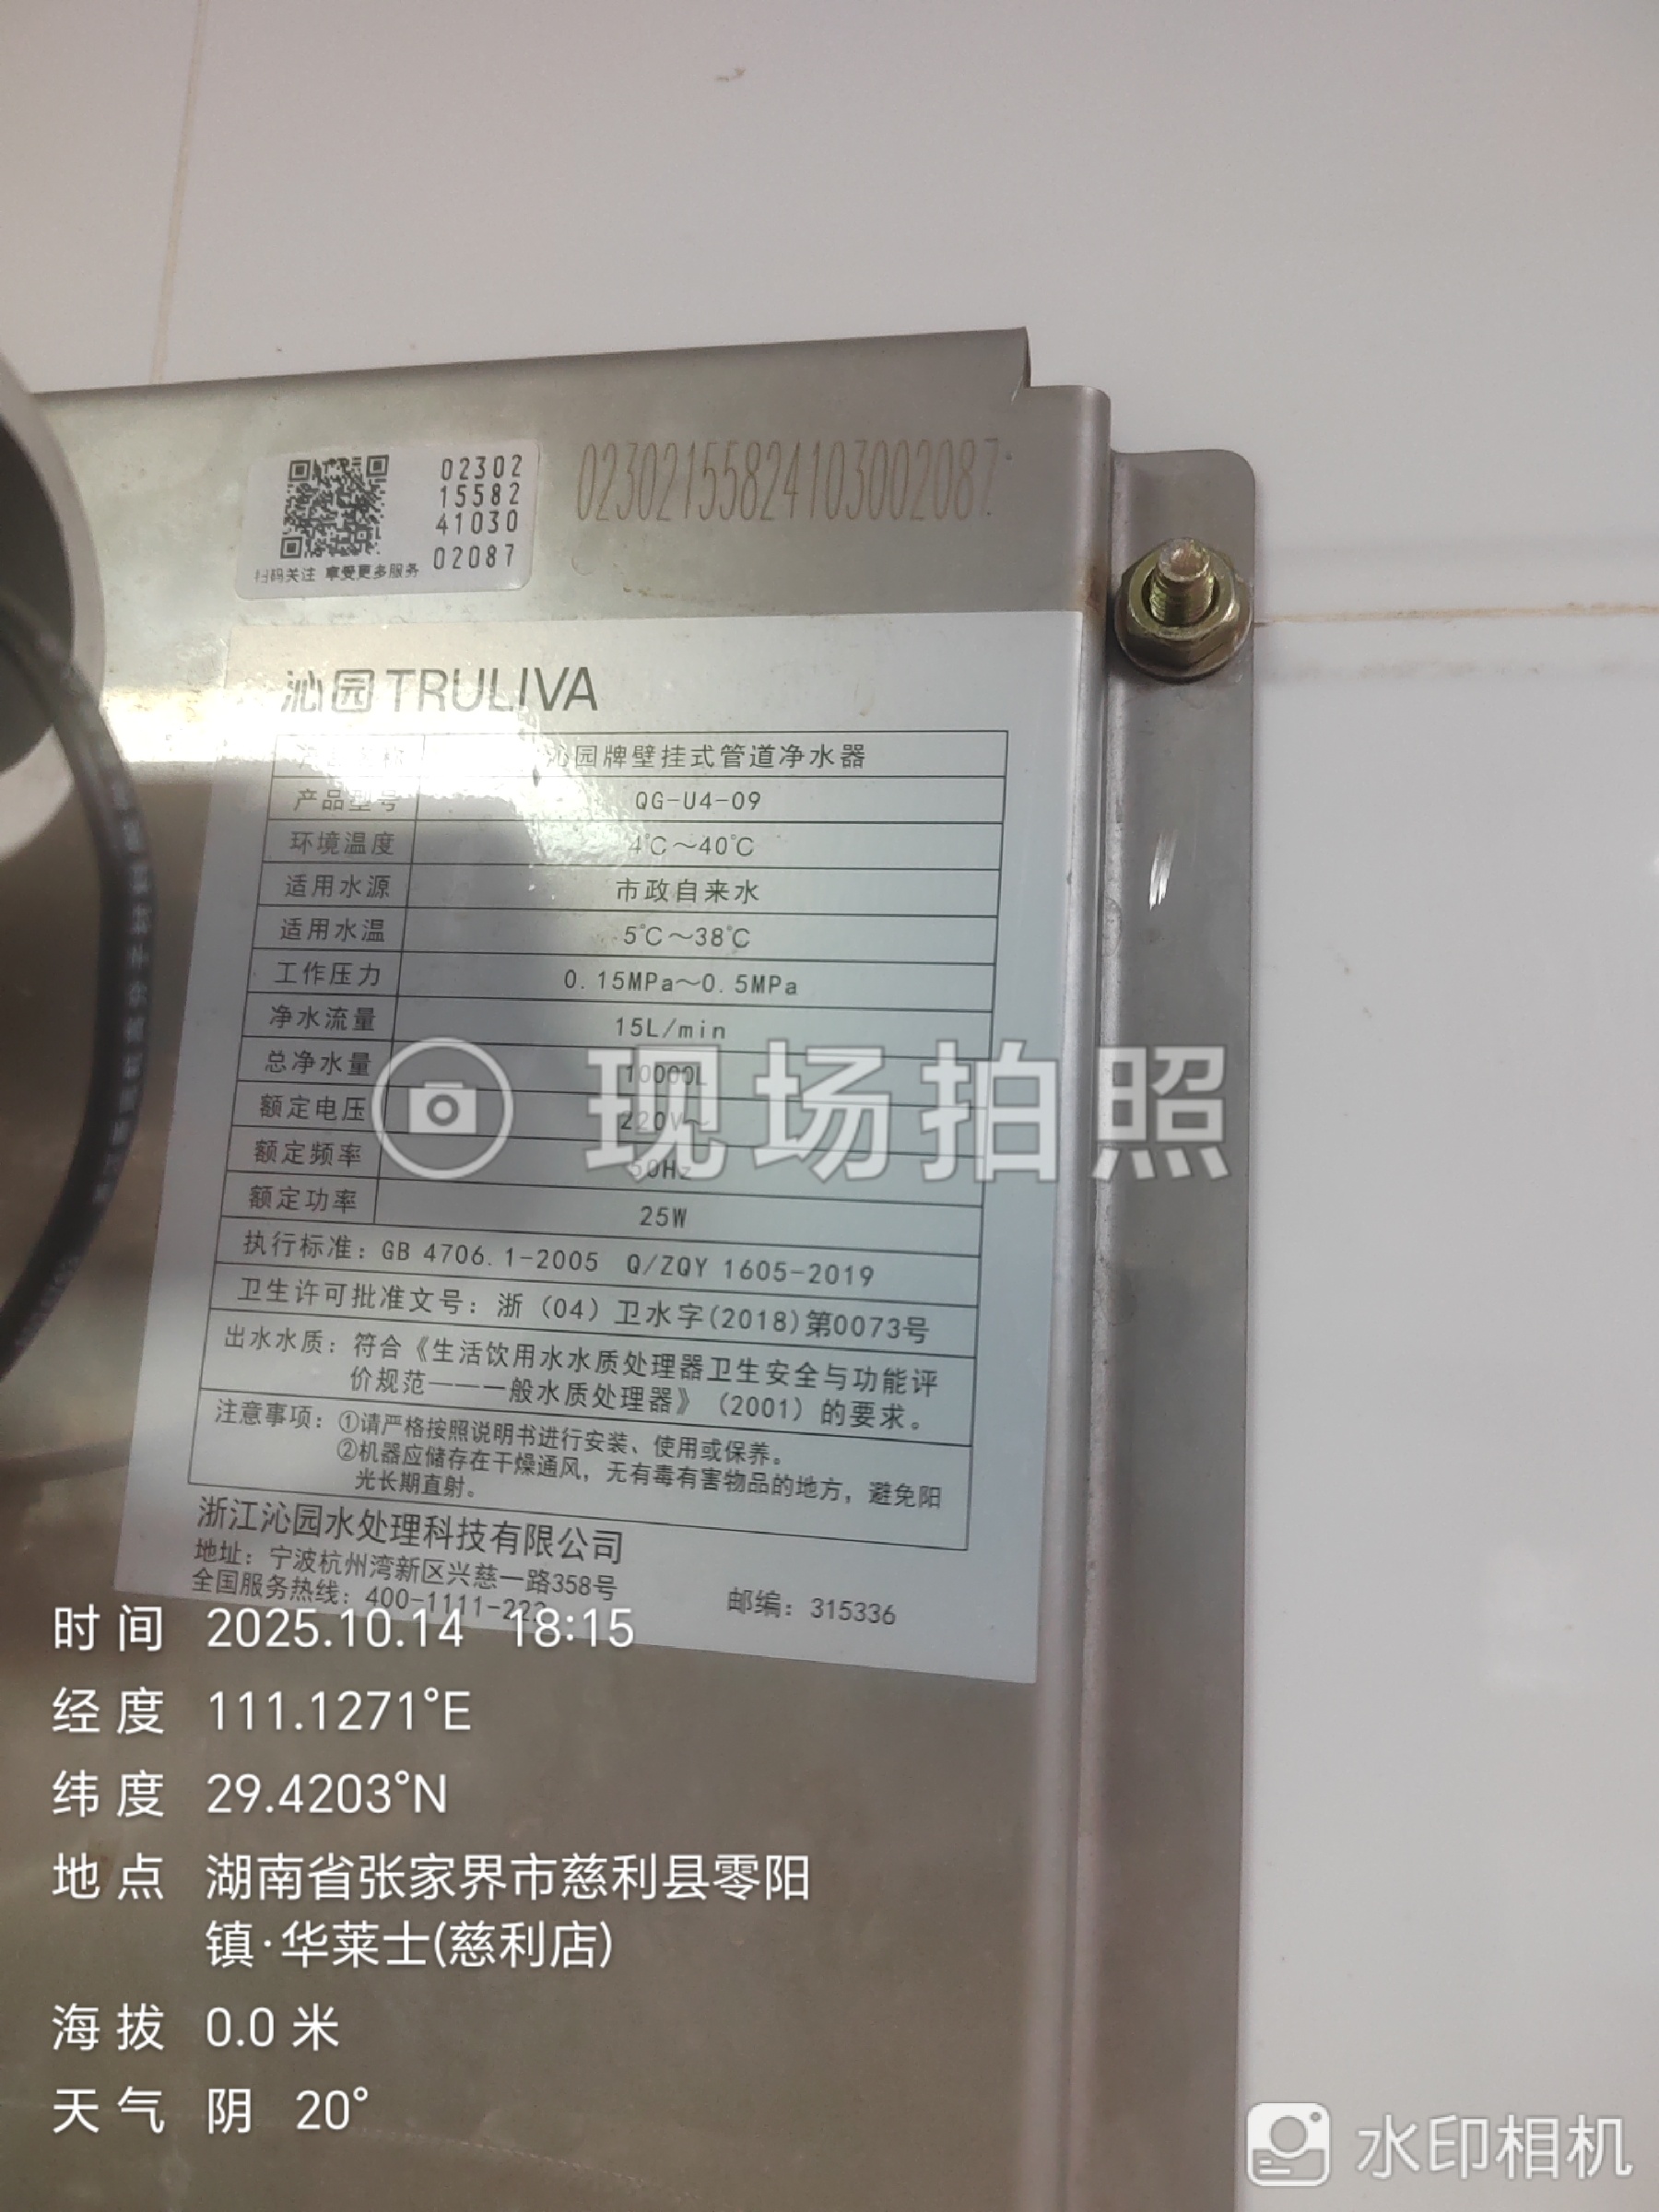 02302
15582
41030
02087
扫码关注 享受更多服务
02302155824103002087
沁园TRULIVA
产品名称 沁园牌壁挂式管道净水器
产品型号 QG-U4-09
环境温度 4℃～40℃
适用水源 市政自来水
适用水温 5℃～38℃
工作压力 0.15MPa～0.5MPa
净水流量 15L/min
总净水量 10000L
额定电压 220V～
额定频率 50Hz
额定功率 25W
现场拍照
执行标准：GB 4706.1-2005 Q/ZQY 1605-2019
卫生许可批准文号：浙（04）卫水字(2018)第0073号
出水水质：符合《生活饮用水水质处理器卫生安全与功能评
价规范——一般水质处理器》（2001）的要求。
注意事项：①请严格按照说明书进行安装、使用或保养。
②机器应储存在干燥通风，无有毒有害物品的地方，避免阳
光长期直射。
浙江沁园水处理科技有限公司
地址：宁波杭州湾新区兴慈一路358号
全国服务热线：400-1111-222 邮编：315336
时间 2025.10.14 18:15
经度 111.1271°E
纬度 29.4203°N
地点 湖南省张家界市慈利县零阳
镇·华莱士(慈利店)
海拔 0.0 米
天气 阴 20°
水印相机